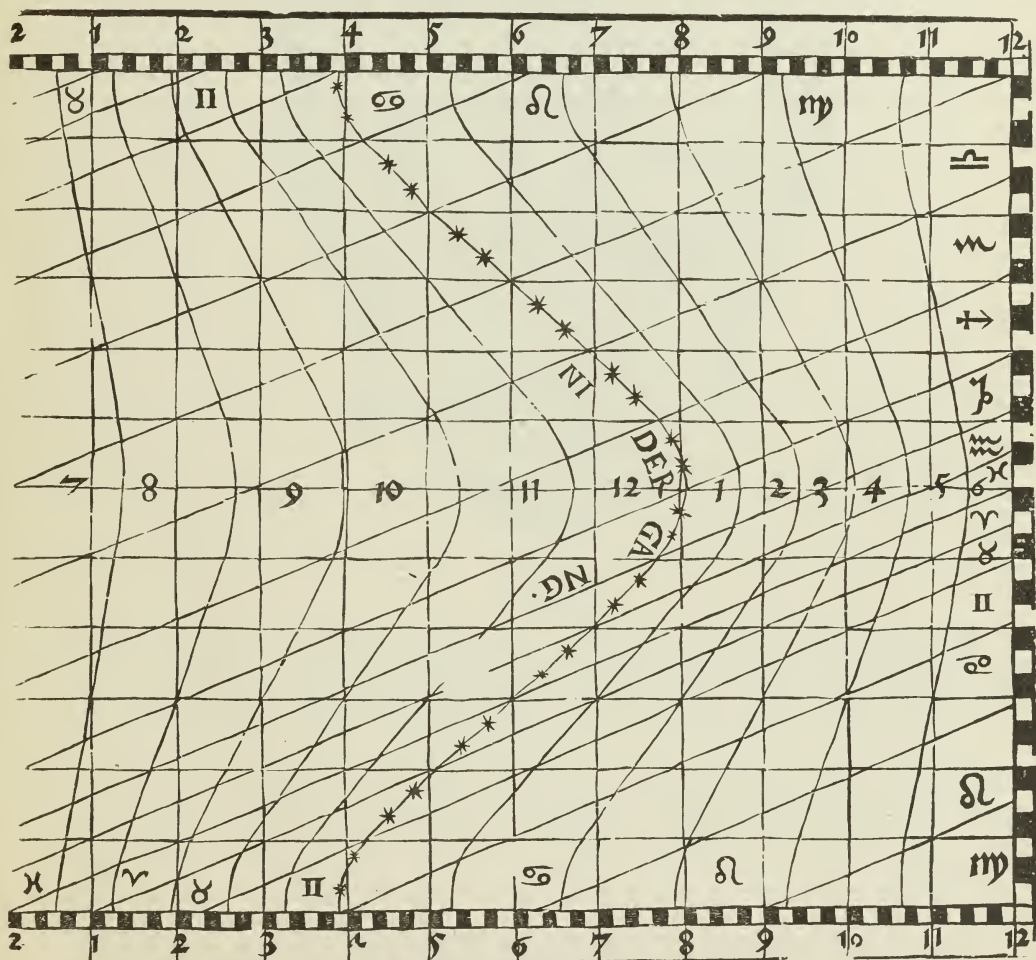 2 1 2 3 4 5 6 7 8 9 10 11 12
♉ ♊ ♋ ♌ ♍
♎
♏
♐
NI
♑
DER
♒
7 8 9 10 11 12 1 2 3 4 5 6 ♓
♈
GA
♉
NG.
♊
♋
♌
♍
♓ ♈ ♉ ♊ ♋ ♌
2 1 2 3 4 5 6 7 8 9 10 11 12